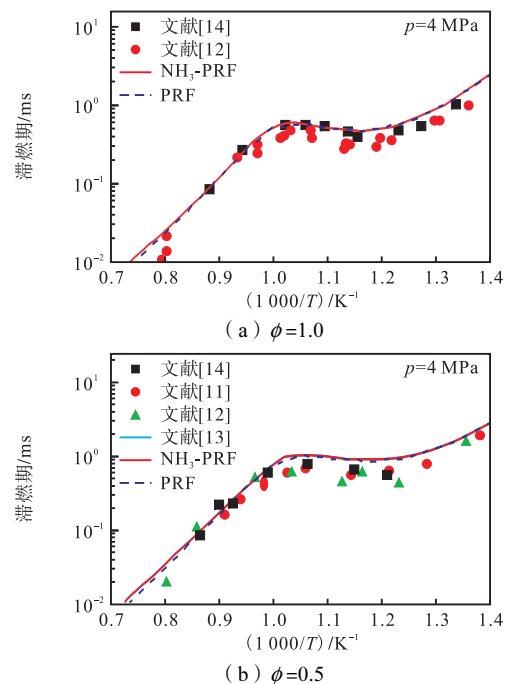 p=4 MPa
文献[14]
文献[12]
NH₃-PRF
PRF
滞燃期/ms
10¹
10⁰
10⁻¹
10⁻²
0.7 0.8 0.9 1.0 1.1 1.2 1.3 1.4
(1 000/T) /K⁻¹
(a) ϕ=1.0
p=4 MPa
文献[14]
文献[11]
文献[12]
文献[13]
NH₃-PRF
PRF
滞燃期/ms
10¹
10⁰
10⁻¹
10⁻²
0.7 0.8 0.9 1.0 1.1 1.2 1.3 1.4
(1 000/T) /K⁻¹
(b) ϕ=0.5